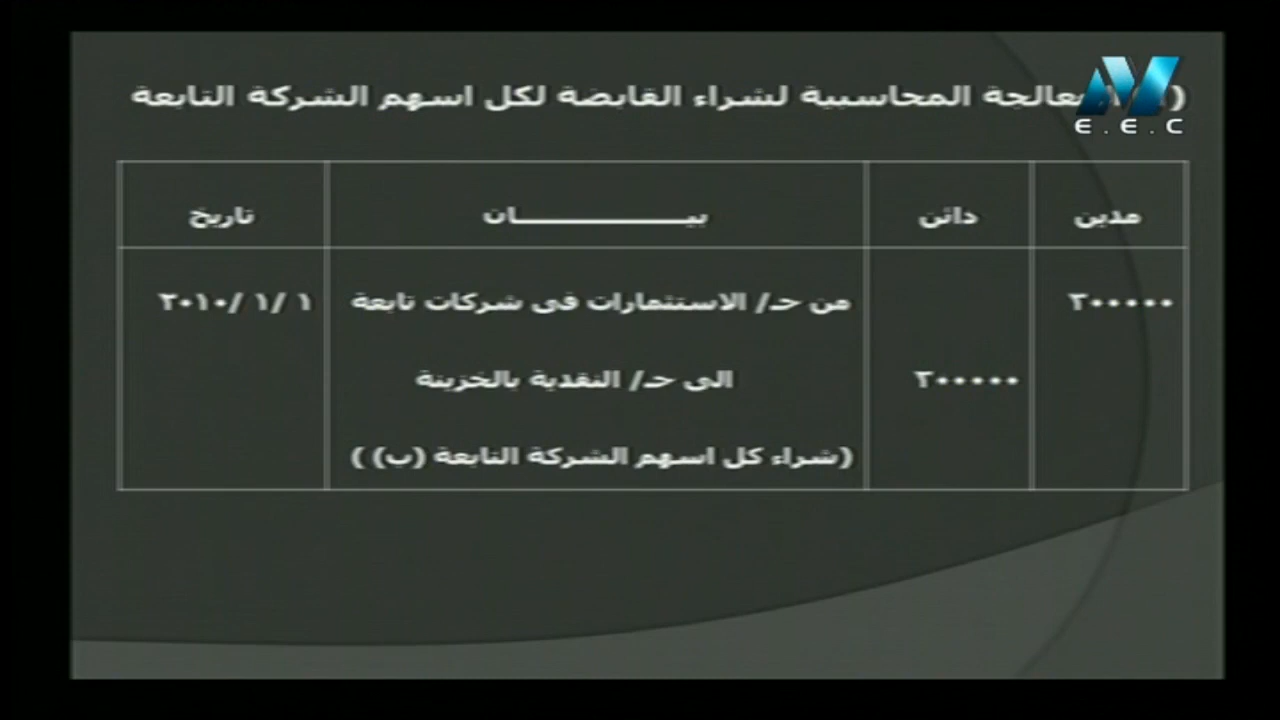 المعالجة المحاسبية لشراء القابضة لكل اسهم الشركة التابعة
E.E.C
مدين دائن بيـــــــــــــان تاريخ
٢٠٠٠٠٠ من حـ/ الاستثمارات فى شركات تابعة ١ /١ /٢٠١٠
٢٠٠٠٠٠ الى حـ/ النقدية بالخزينة
(شراء كل اسهم الشركة التابعة (ب) )